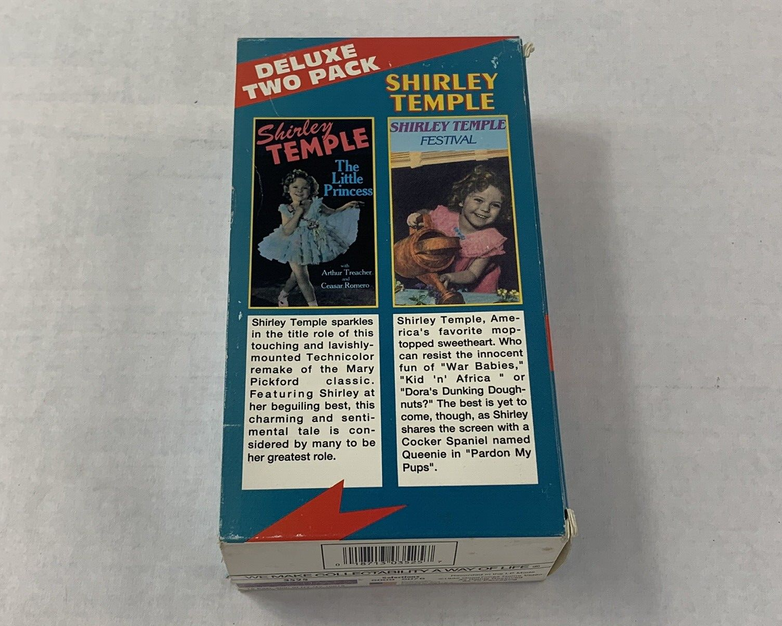 DELUXE
TWO PACK
SHIRLEY
TEMPLE
Shirley
TEMPLE
The
Little
Princess
with
Arthur Treacher
and
Ceasar Romero
SHIRLEY TEMPLE
FESTIVAL
Shirley Temple sparkles
in the title role of this
touching and lavishly-
mounted Technicolor
remake of the Mary
Pickford classic.
Featuring Shirley at
her beguiling best, this
charming and senti-
mental tale is con-
sidered by many to be
her greatest role.
Shirley Temple, Ame-
rica's favorite mop-
topped sweetheart. Who
can resist the innocent
fun of "War Babies,"
"Kid 'n' Africa " or
"Dora's Dunking Dough-
nuts?" The best is yet to
come, though, as Shirley
shares the screen with a
Cocker Spaniel named
Queenie in "Pardon My
Pups".
WE MAKE COLLECTABILITY A WAY OF LIFE